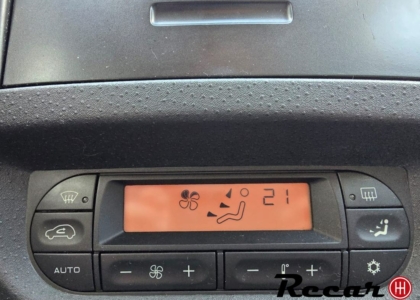 21
AUTO
- +
- +
Recar